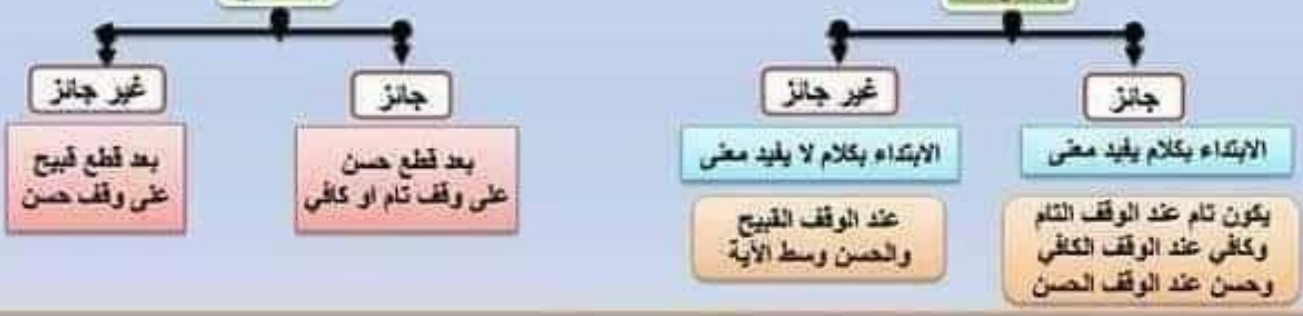 جائز
الابتداء بكلام يفيد معنى
يكون تام عند الوقف التام
وكافي عند الوقف الكافي
وحسن عند الوقف الحسن
غير جائز
الابتداء بكلام لا يفيد معنى
عند الوقف القبيح
والحسن وسط الآية
جائز
بعد قطع حسن
على وقف تام او كافي
غير جائز
بعد قطع قبيح
على وقف حسن